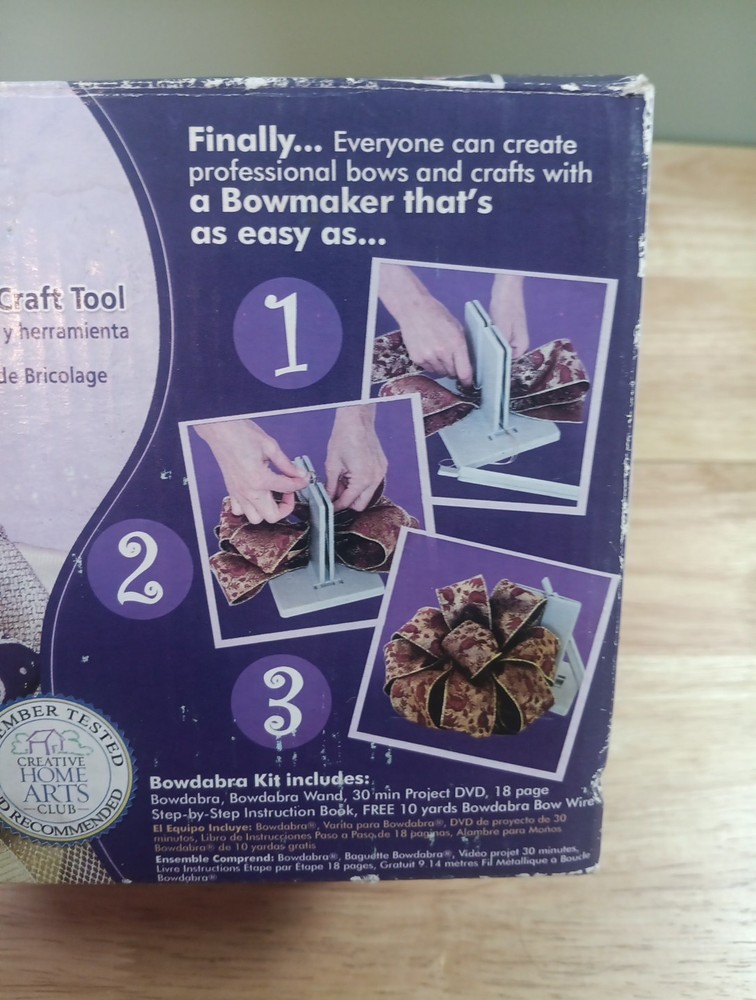 Finally... Everyone can create
professional bows and crafts with
a Bowmaker that's
as easy as...
1
Craft Tool
y herramienta
de Bricolage
2
3
MEMBER TESTED
CREATIVE
HOME
ARTS
CLUB
RECOMMENDED
Bowdabra Kit includes:
Bowdabra, Bowdabra Wand, 30 min Project DVD, 18 page
Step-by-Step Instruction Book, FREE 10 yards Bowdabra Bow Wire
El Equipo Incluye: Bowdabra®, Varita para Bowdabra®, DVD de proyecto de 30
minutos, Libro de Instrucciones Paso a Paso de 18 paginas, Alambre para Moños
Bowdabra® de 10 yardas gratis
Ensemble Comprend: Bowdabra®, Baguette Bowdabra®, Video projet 30 minutes,
Livre Instructions Étape par Étape 18 pages, Gratuit 9.14 métres Fil Métallique a Boucle
Bowdabra®